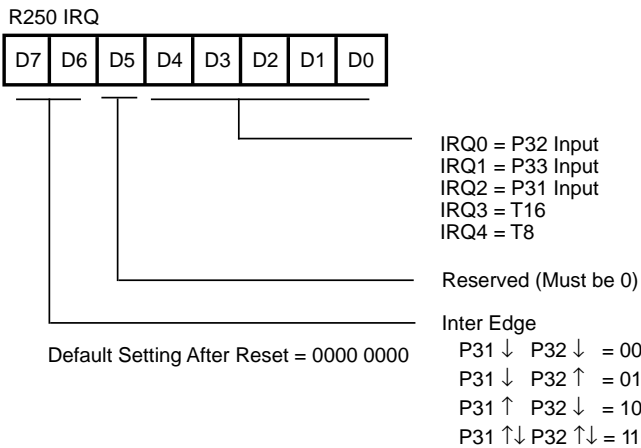 R250 IRQ
D7 D6 D5 D4 D3 D2 D1 D0
IRQ0 = P32 Input
IRQ1 = P33 Input
IRQ2 = P31 Input
IRQ3 = T16
IRQ4 = T8
Reserved (Must be 0)
Inter Edge
Default Setting After Reset = 0000 0000
P31 ↓ P32 ↓ = 00
P31 ↓ P32 ↑ = 01
P31 ↑ P32 ↓ = 10
P31 ↑↓ P32 ↑↓ = 11